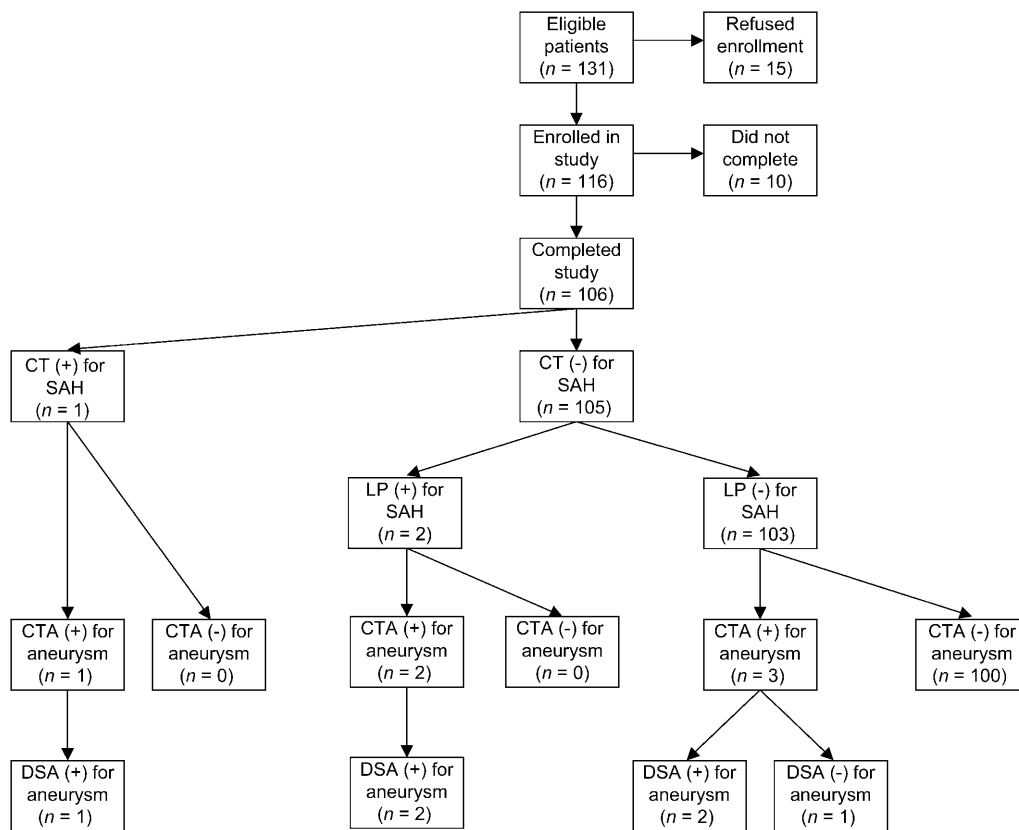 Eligible
patients
(n = 131)
Refused
enrollment
(n = 15)
Enrolled in
study
(n = 116)
Did not
complete
(n = 10)
Completed
study
(n = 106)
CT (+) for
SAH
(n = 1)
CT (-) for
SAH
(n = 105)
LP (+) for
SAH
(n = 2)
LP (-) for
SAH
(n = 103)
CTA (+) for
aneurysm
(n = 1)
CTA (-) for
aneurysm
(n = 0)
CTA (+) for
aneurysm
(n = 2)
CTA (-) for
aneurysm
(n = 0)
CTA (+) for
aneurysm
(n = 3)
CTA (-) for
aneurysm
(n = 100)
DSA (+) for
aneurysm
(n = 1)
DSA (+) for
aneurysm
(n = 2)
DSA (+) for
aneurysm
(n = 2)
DSA (-) for
aneurysm
(n = 1)